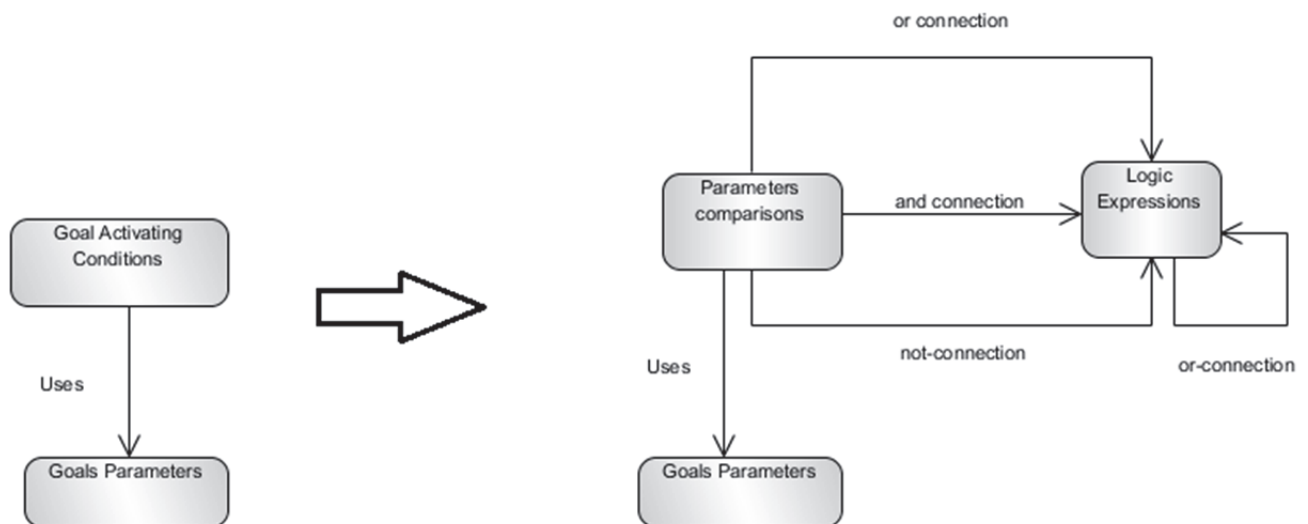 or connection
Parameters
comparisons
and connection
Logic
Expressions
Goal Activating
Conditions
Uses
Uses
not-connection
or-connection
Goals Parameters
Goals Parameters